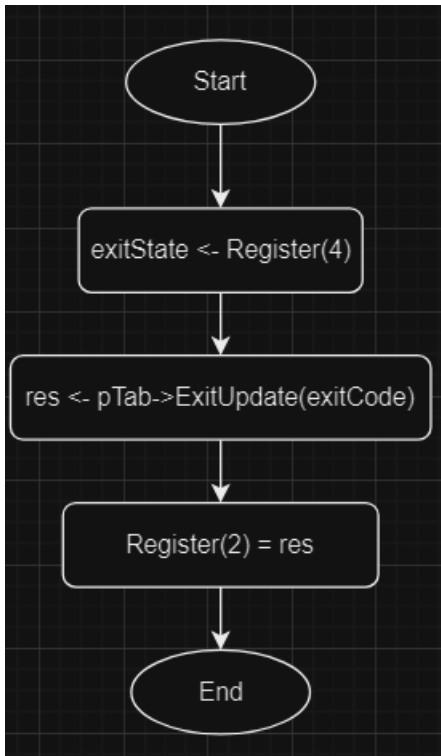 Start
exitState <- Register(4)
res <- pTab->ExitUpdate(exitCode)
Register(2) = res
End